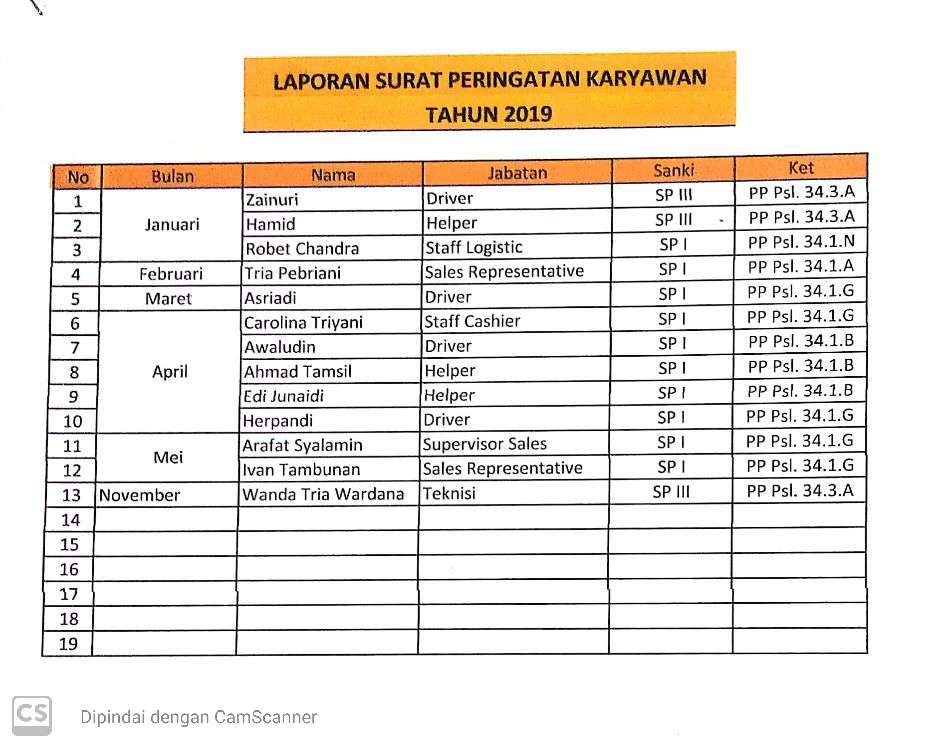 LAPORAN SURAT PERINGATAN KARYAWAN
TAHUN 2019
No Bulan Nama Jabatan Sanki Ket
1 Januari Zainuri Driver SP III PP Psl. 34.3.A
2 Hamid Helper SP III PP Psl. 34.3.A
3 Robet Chandra Staff Logistic SP I PP Psl. 34.1.N
4 Februari Tria Pebriani Sales Representative SP I PP Psl. 34.1.A
5 Maret Asriadi Driver SP I PP Psl. 34.1.G
6 April Carolina Triyani Staff Cashier SP I PP Psl. 34.1.G
7 Awaludin Driver SP I PP Psl. 34.1.B
8 Ahmad Tamsil Helper SP I PP Psl. 34.1.B
9 Edi Junaidi Helper SP I PP Psl. 34.1.B
10 Herpandi Driver SP I PP Psl. 34.1.G
11 Mei Arafat Syalamin Supervisor Sales SP I PP Psl. 34.1.G
12 Ivan Tambunan Sales Representative SP I PP Psl. 34.1.G
13 November Wanda Tria Wardana Teknisi SP III PP Psl. 34.3.A
14
15
16
17
18
19
CS Dipindai dengan CamScanner